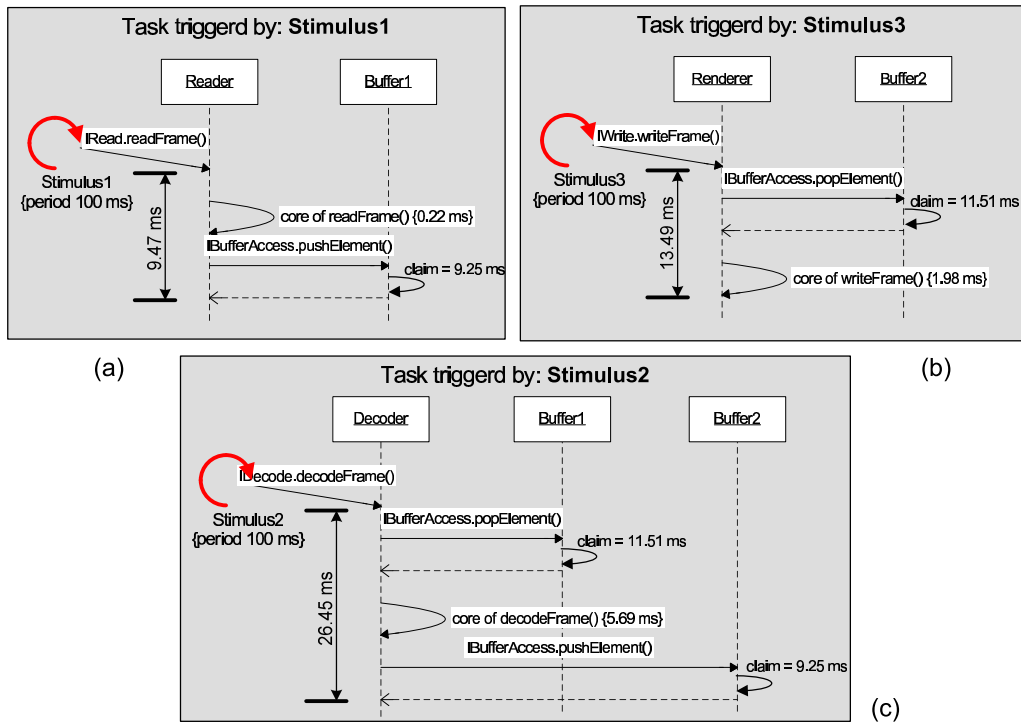 Task triggerd by: Stimulus1
Reader
Buffer1
IRead.readFrame()
Stimulus1
{period 100 ms}
9.47 ms
core of readFrame() {0.22 ms}
IBufferAccess.pushElement()
claim = 9.25 ms
(a)
Task triggerd by: Stimulus3
Renderer
Buffer2
IWrite.writeFrame()
Stimulus3
{period 100 ms}
13.49 ms
IBufferAccess.popElement()
claim = 11.51 ms
core of writeFrame() {1.98 ms}
(b)
Task triggerd by: Stimulus2
Decoder
Buffer1
Buffer2
IDecode.decodeFrame()
Stimulus2
{period 100 ms}
26.45 ms
IBufferAccess.popElement()
claim = 11.51 ms
core of decodeFrame() {5.69 ms}
IBufferAccess.pushElement()
claim = 9.25 ms
(c)